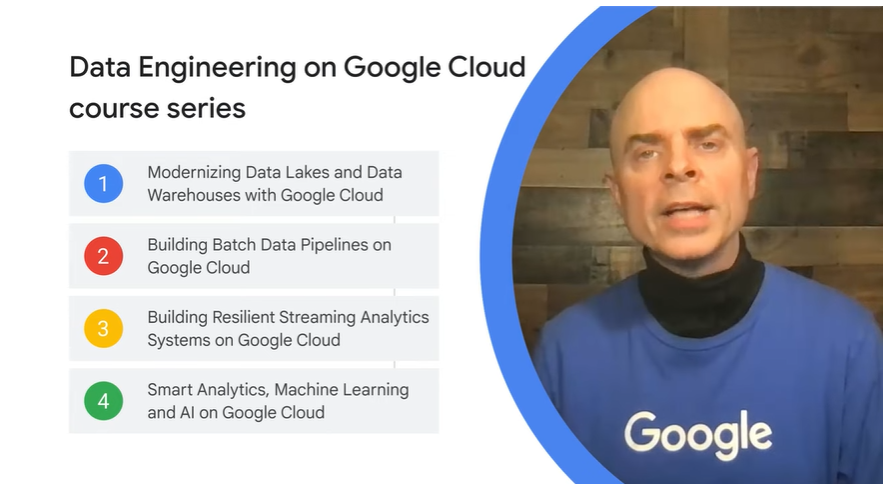 Data Engineering on Google Cloud
course series
1
Modernizing Data Lakes and Data
Warehouses with Google Cloud
2
Building Batch Data Pipelines on
Google Cloud
3
Building Resilient Streaming Analytics
Systems on Google Cloud
4
Smart Analytics, Machine Learning
and AI on Google Cloud
Google